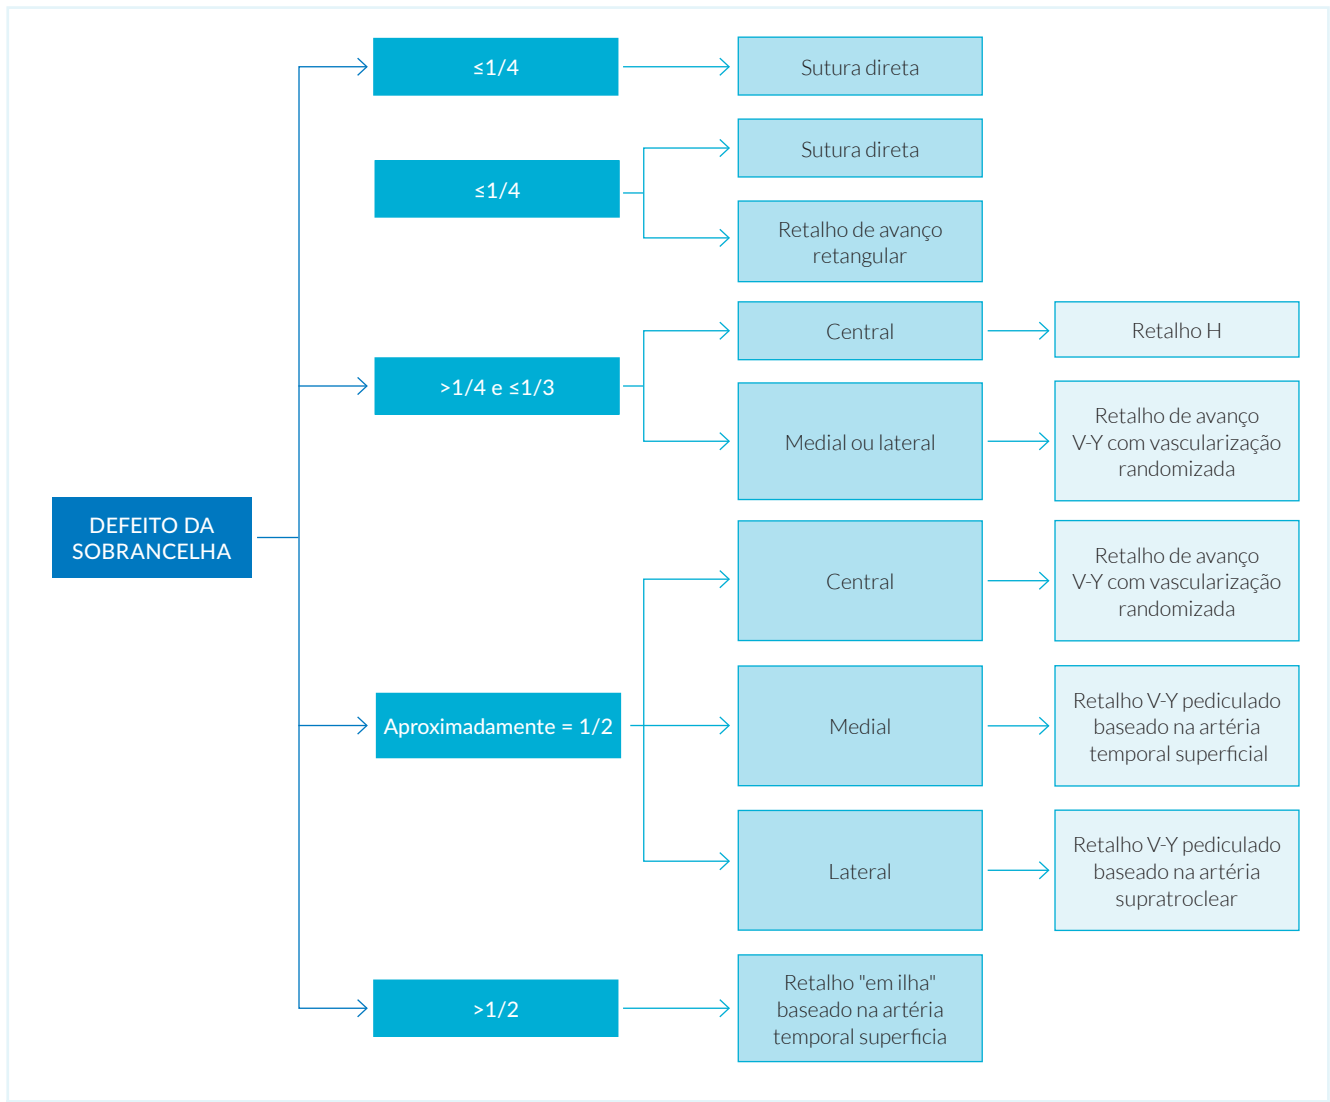 DEFEITO DA
SOBRANCELHA
≤1/4
Sutura direta
≤1/4
Sutura direta
Retalho de avanço
retangular
>1/4 e ≤1/3
Central
Retalho H
Medial ou lateral
Retalho de avanço
V-Y com vascularização
randomizada
Aproximadamente = 1/2
Central
Retalho de avanço
V-Y com vascularização
randomizada
Medial
Retalho V-Y pediculado
baseado na artéria
temporal superficial
Lateral
Retalho V-Y pediculado
baseado na artéria
supratroclear
>1/2
Retalho "em ilha"
baseado na artéria
temporal superficia